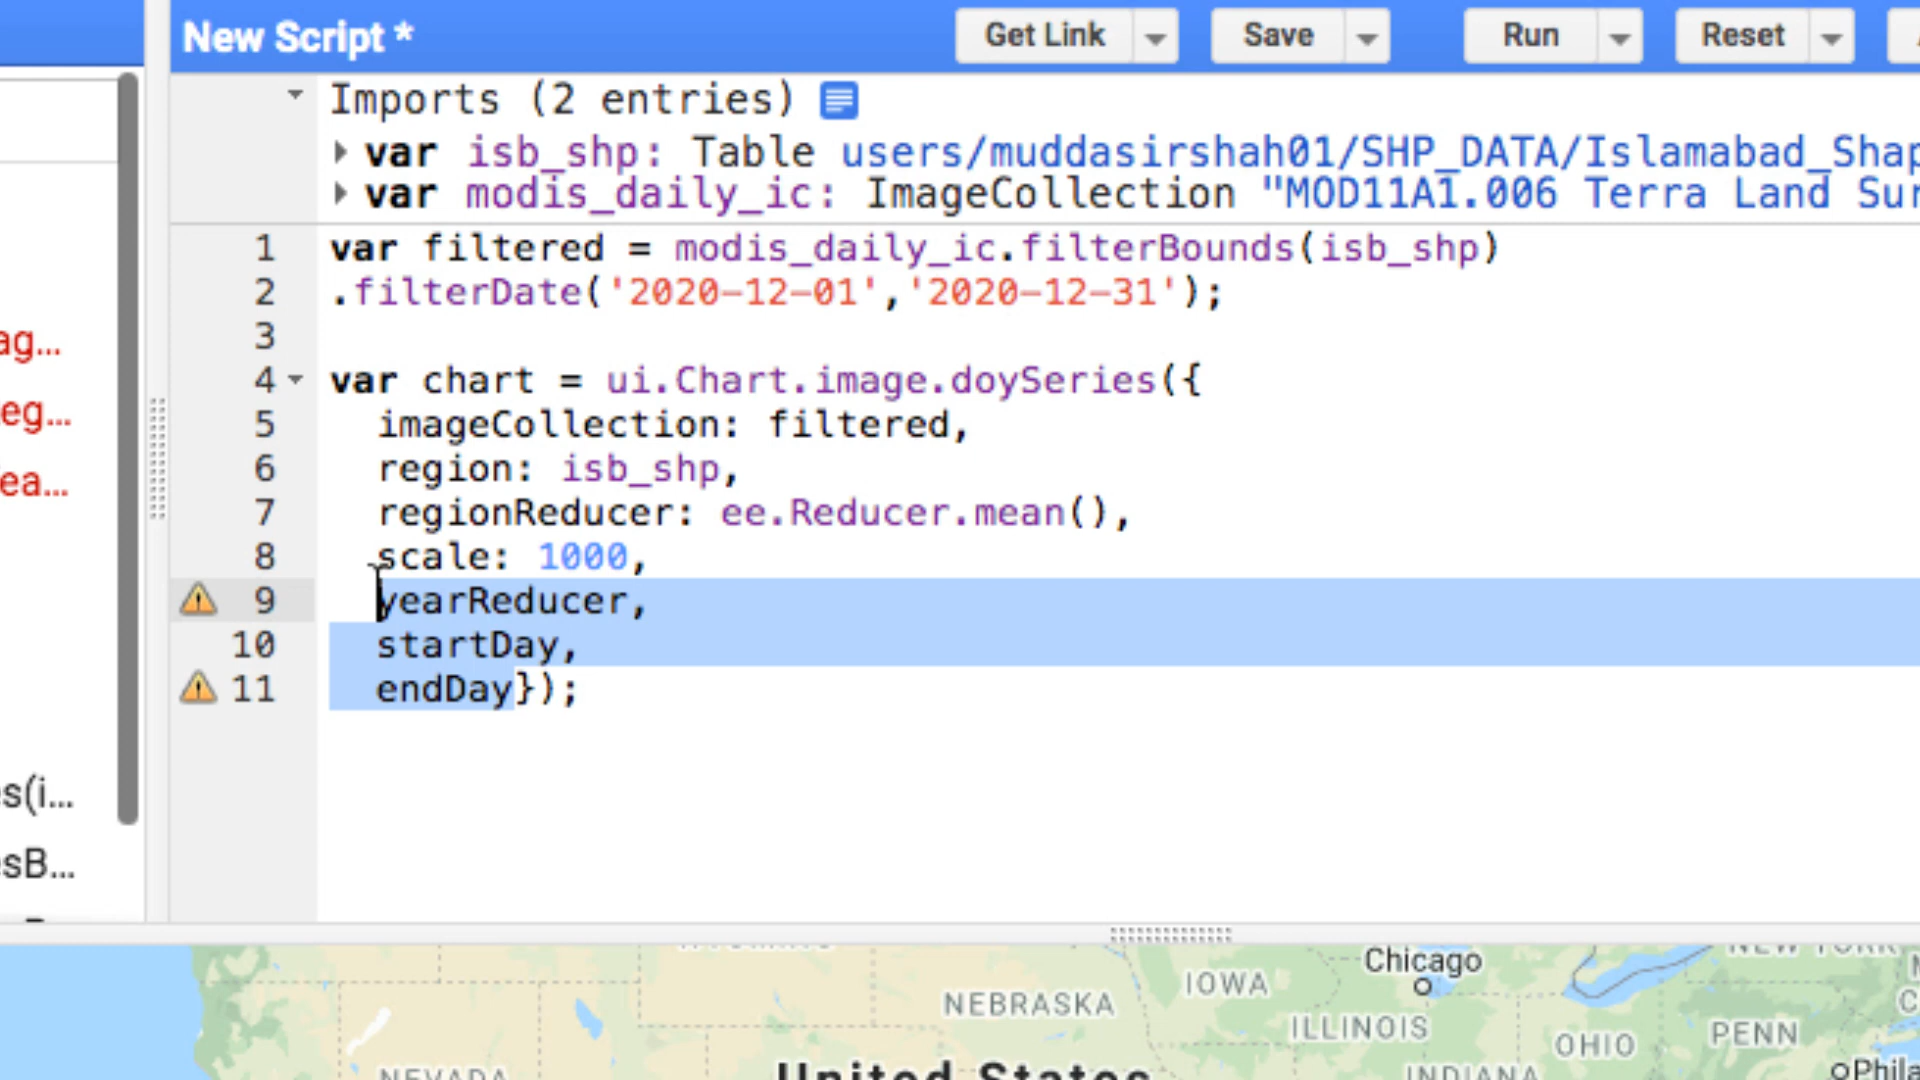 New Script *
Get Link
Save
Run
Reset
Imports (2 entries)
var isb_shp: Table users/muddasirshah01/SHP_DATA/Islamabad_Shap
var modis_daily_ic: ImageCollection "MOD11A1.006 Terra Land Sur
1 var filtered = modis_daily_ic.filterBounds(isb_shp)
2 .filterDate('2020-12-01','2020-12-31');
3
4 var chart = ui.Chart.image.doySeries({
5 imageCollection: filtered,
6 region: isb_shp,
7 regionReducer: ee.Reducer.mean(),
8 scale: 1000,
9 yearReducer,
10 startDay,
11 endDay});
ag...
eg...
ea...
s(i...
sB...
Chicago
NEW YORK
IOWA
NEBRASKA
ILLINOIS
OHIO
PENN
NEVADA
United States
INDIANA
Phila